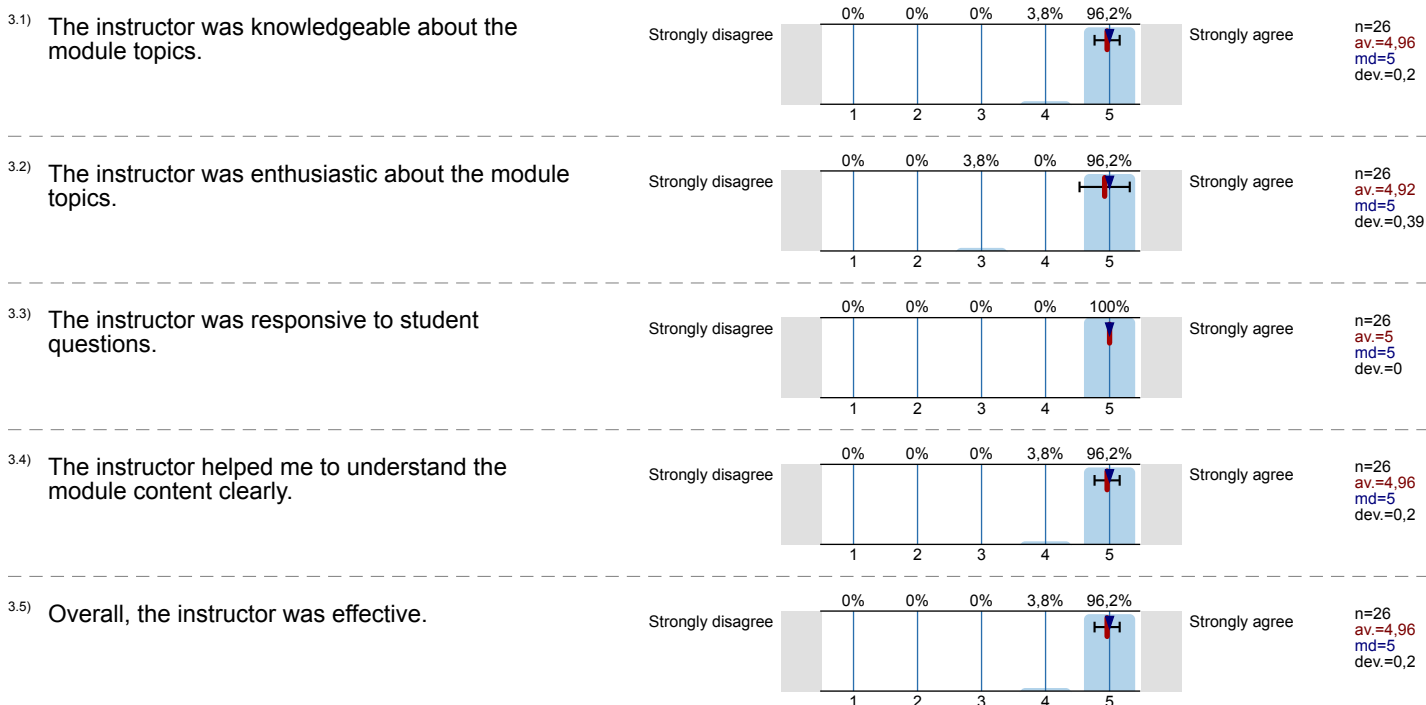 3.1) The instructor was knowledgeable about the
module topics.
Strongly disagree
0% 0% 0% 3,8% 96,2%
1 2 3 4 5
Strongly agree
n=26
av.=4,96
md=5
dev.=0,2
3.2) The instructor was enthusiastic about the module
topics.
Strongly disagree
0% 0% 3,8% 0% 96,2%
1 2 3 4 5
Strongly agree
n=26
av.=4,92
md=5
dev.=0,39
3.3) The instructor was responsive to student
questions.
Strongly disagree
0% 0% 0% 0% 100%
1 2 3 4 5
Strongly agree
n=26
av.=5
md=5
dev.=0
3.4) The instructor helped me to understand the
module content clearly.
Strongly disagree
0% 0% 0% 3,8% 96,2%
1 2 3 4 5
Strongly agree
n=26
av.=4,96
md=5
dev.=0,2
3.5) Overall, the instructor was effective.
Strongly disagree
0% 0% 0% 3,8% 96,2%
1 2 3 4 5
Strongly agree
n=26
av.=4,96
md=5
dev.=0,2